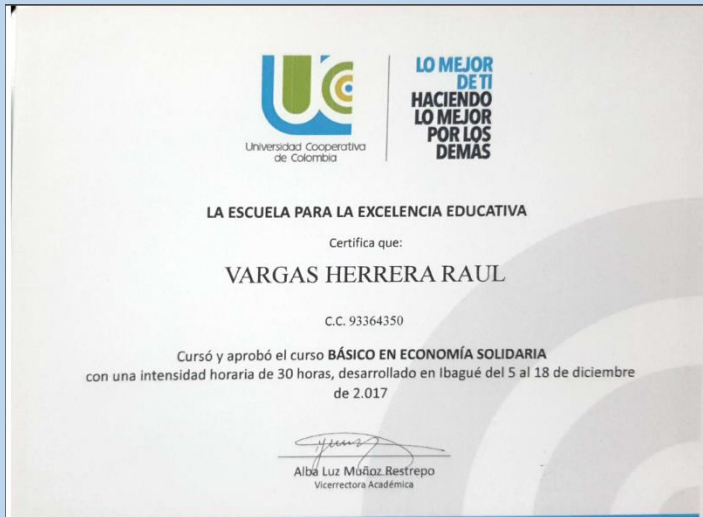 UC
Universidad Cooperativa
de Colombia
LO MEJOR
DE TI
HACIENDO
LO MEJOR
POR LOS
DEMÁS
LA ESCUELA PARA LA EXCELENCIA EDUCATIVA
Certifica que:
VARGAS HERRERA RAUL
C.C. 93364350
Cursó y aprobó el curso BÁSICO EN ECONOMÍA SOLIDARIA
con una intensidad horaria de 30 horas, desarrollado en Ibagué del 5 al 18 de diciembre
de 2.017
Alba Luz Muñoz Restrepo
Vicerrectora Académica